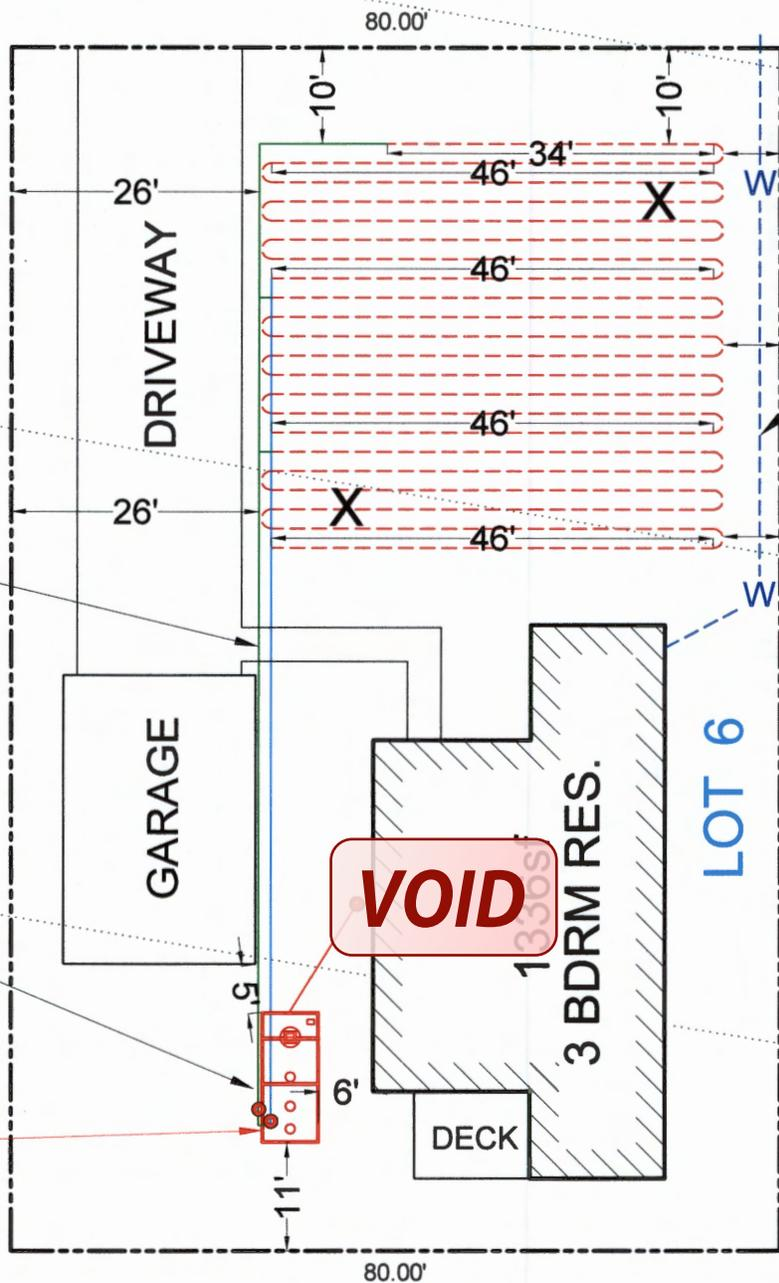 80.00'
10'
10'
34'
46'
26'
W
X
46'
DRIVEWAY
46'
26'
X
46'
W
GARAGE
LOT 6
VOID
1336sf
3 BDRM RES.
5'
6'
DECK
11'
80.00'